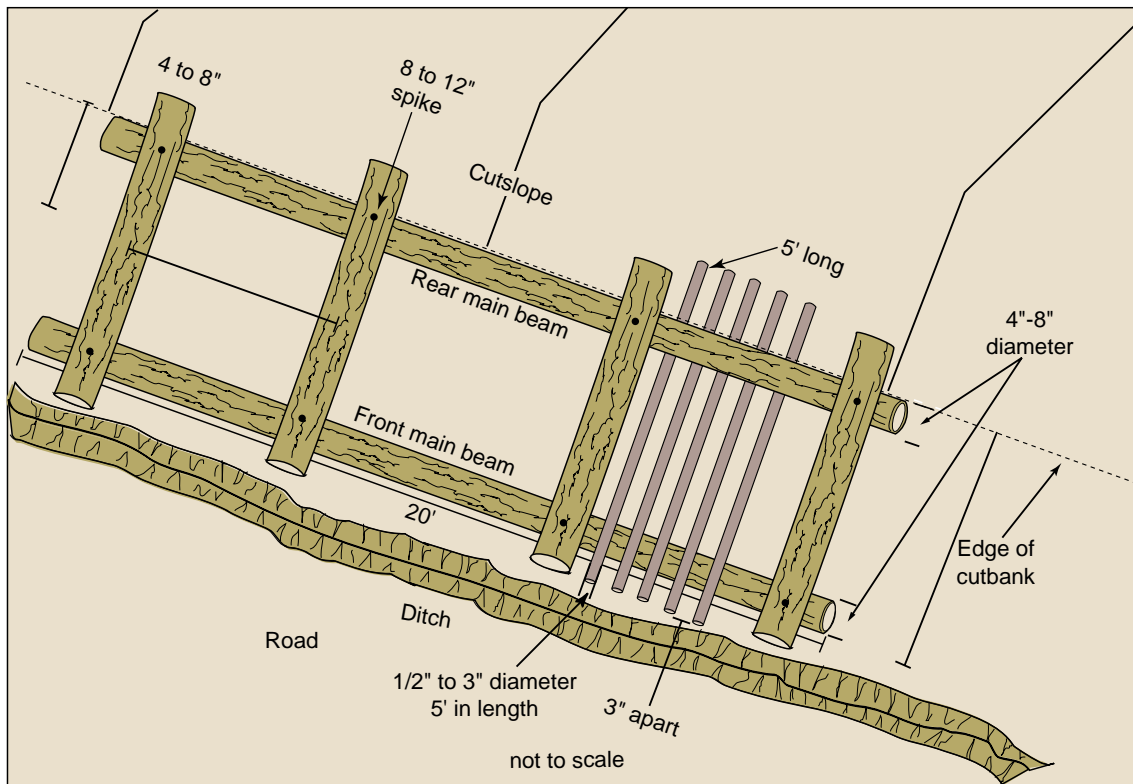 4 to 8"
8 to 12"
spike
Cutslope
5' long
Rear main beam
4"-8"
diameter
Front main beam
20'
Edge of
cutbank
Ditch
Road
1/2" to 3" diameter
5' in length
3" apart
not to scale